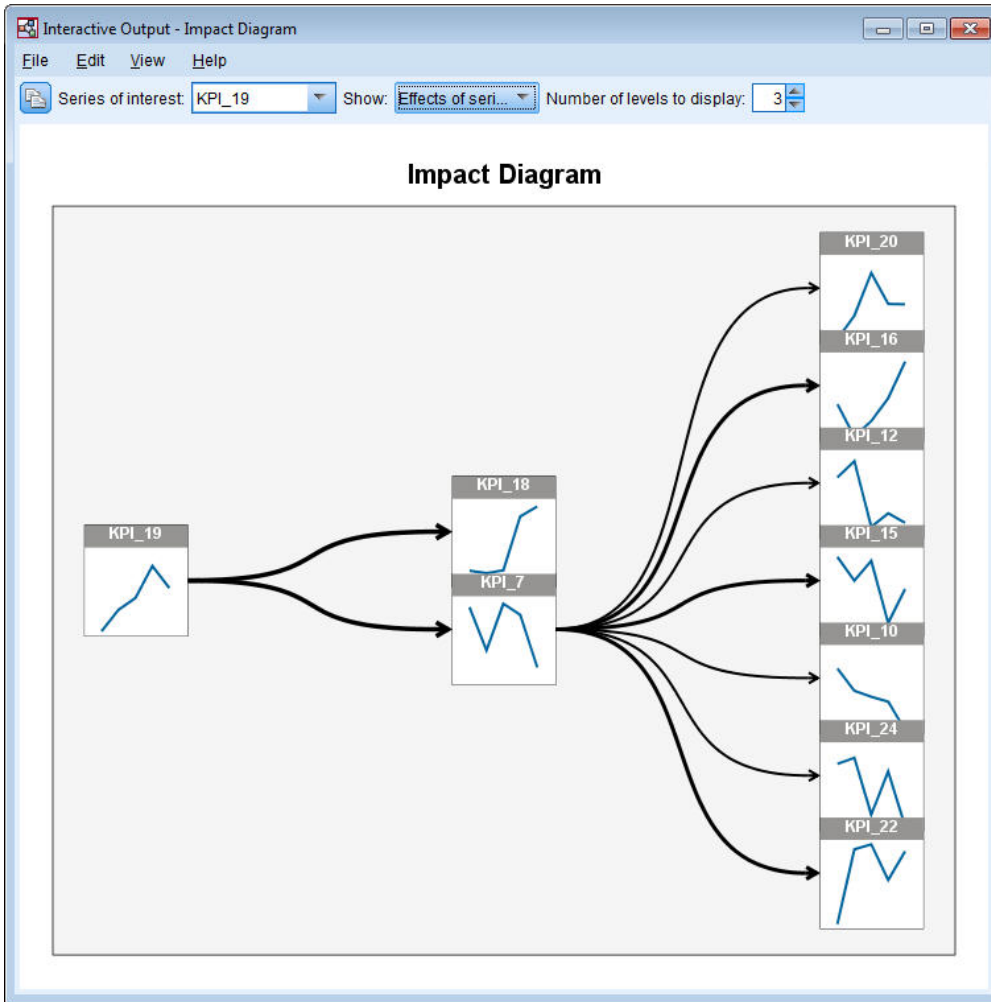 Interactive Output - Impact Diagram
File Edit View Help
Series of interest: KPI_19 Show: Effects of seri... Number of levels to display: 3
Impact Diagram
KPI_20
KPI_16
KPI_12
KPI_18
KPI_19
KPI_15
KPI_7
KPI_10
KPI_24
KPI_22